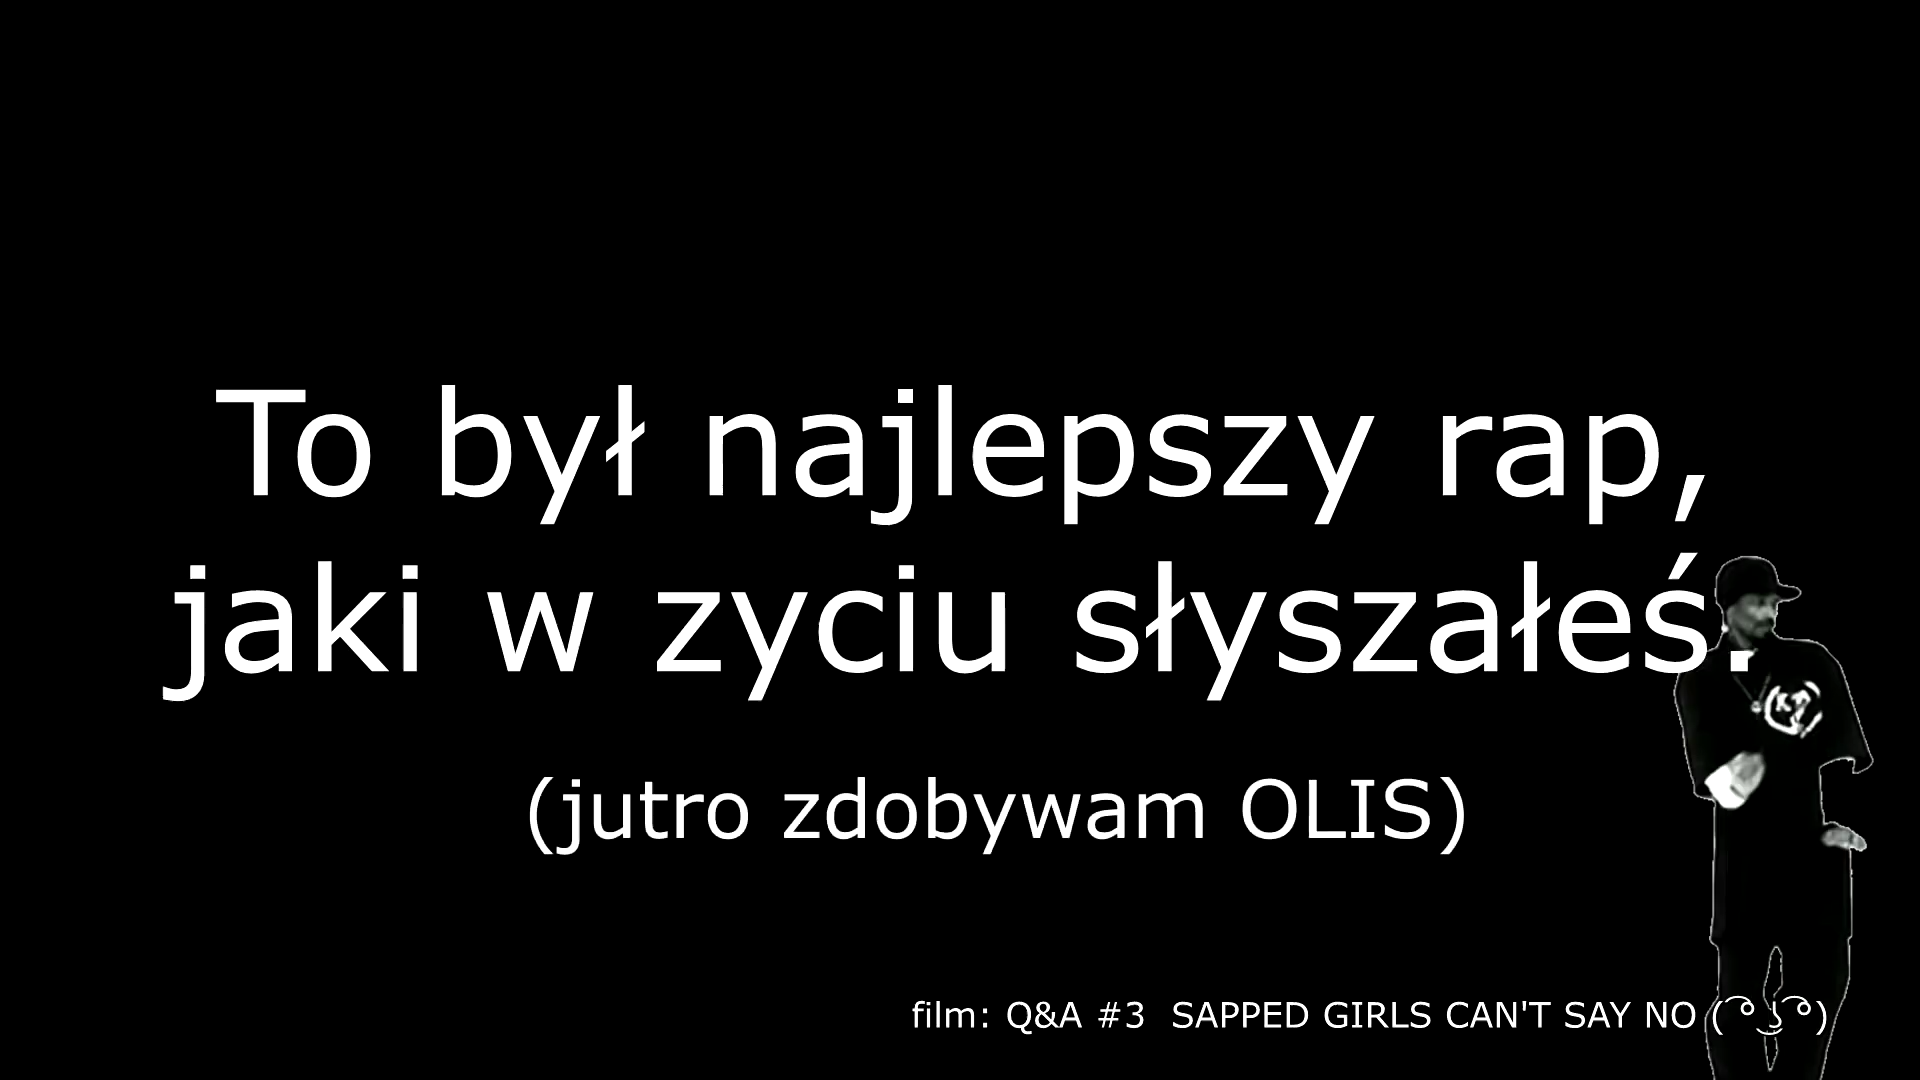 To był najlepszy rap,
jaki w zyciu słyszałeś.
(jutro zdobywam OLIS)
film: Q&A #3  SAPPED GIRLS CAN'T SAY NO ( ͡° ͜ʖ ͡°)